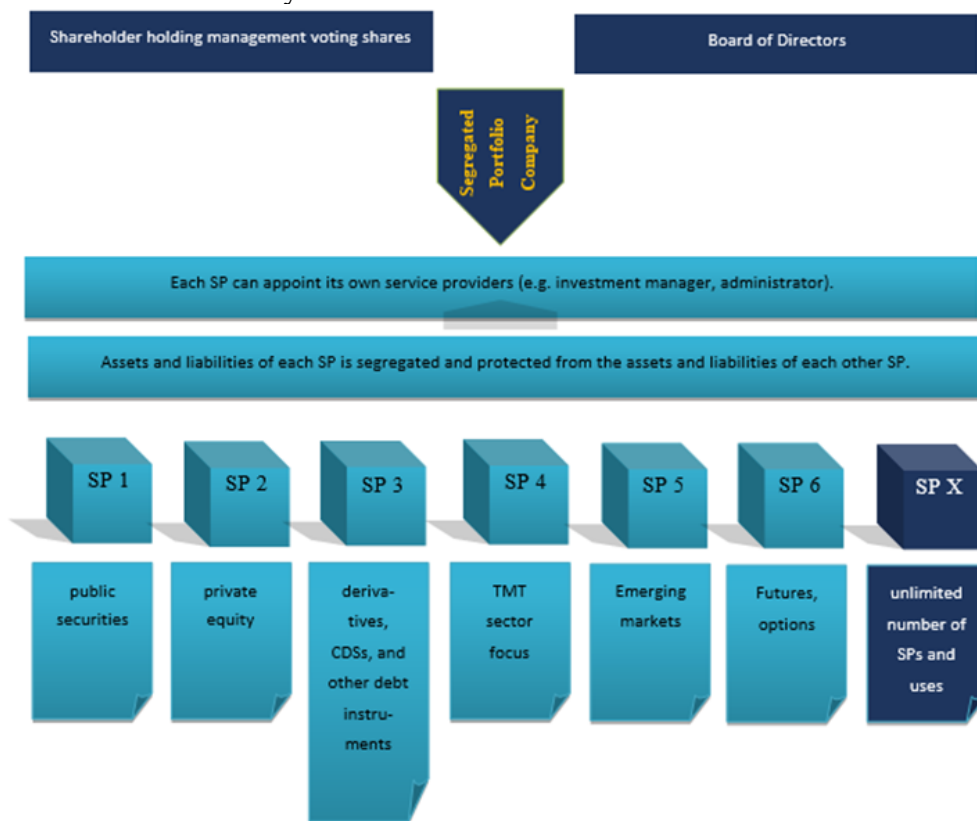 Shareholder holding management voting shares
Board of Directors
Segregated
Portfolio
Company
Each SP can appoint its own service providers (e.g. investment manager, administrator).
Assets and liabilities of each SP is segregated and protected from the assets and liabilities of each other SP.
SP 1
SP 2
SP 3
SP 4
SP 5
SP 6
SP X
public
securities
private
equity
deriva-
tives,
CDSs, and
other debt
instru-
ments
TMT
sector
focus
Emerging
markets
Futures,
options
unlimited
number of
SPs and
uses